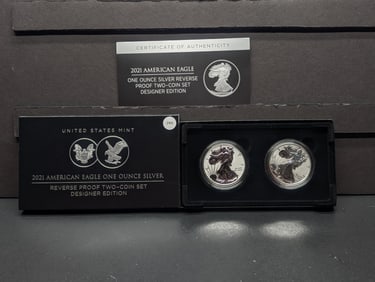 CERTIFICATE OF AUTHENTICITY
2021 AMERICAN EAGLE
ONE OUNCE SILVER REVERSE
PROOF TWO-COIN SET
DESIGNER EDITION
UNITED STATES MINT
2021 AMERICAN EAGLE ONE OUNCE SILVER
REVERSE PROOF TWO-COIN SET
DESIGNER EDITION